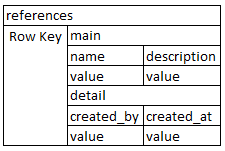 references
Row Key main
name description
value value
detail
created_by created_at
value value